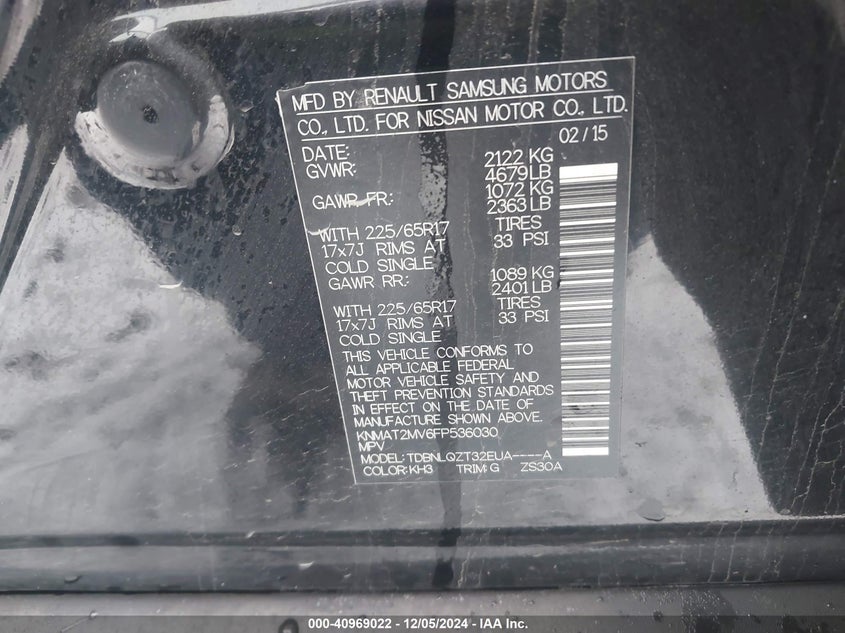 MFD BY RENAULT SAMSUNG MOTORS
CO., LTD. FOR NISSAN MOTOR CO., LTD.
DATE: 02/15
GVWR: 2122 KG
4679 LB
GAWR FR: 1072 KG
2363 LB
WITH 225/65R17 TIRES
17x7J RIMS AT 33 PSI
COLD SINGLE
GAWR RR: 1089 KG
2401 LB
WITH 225/65R17 TIRES
17x7J RIMS AT 33 PSI
COLD SINGLE
THIS VEHICLE CONFORMS TO
ALL APPLICABLE FEDERAL
MOTOR VEHICLE SAFETY AND
THEFT PREVENTION STANDARDS
IN EFFECT ON THE DATE OF
MANUFACTURE SHOWN ABOVE.
KNMAT2MV6FP536030
MPV
MODEL: TDBNLQZT32EUA----A
COLOR: KH3 TRIM: G ZS30A
000-40969022 - 12/05/2024 - IAA Inc.